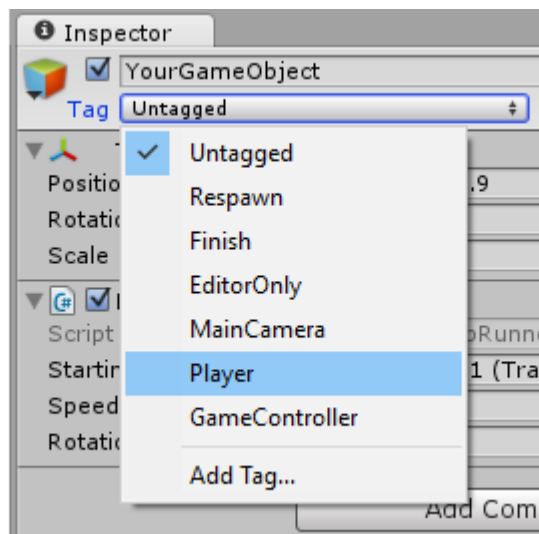 Inspector
YourGameObject
Tag Untagged
Untagged
Position .9
Respawn
Rotatio
Finish
Scale
EditorOnly
Script MainCamera
Startin Player 1 (Tra
Speed GameController
Rotatio
Add Tag...
Add Com